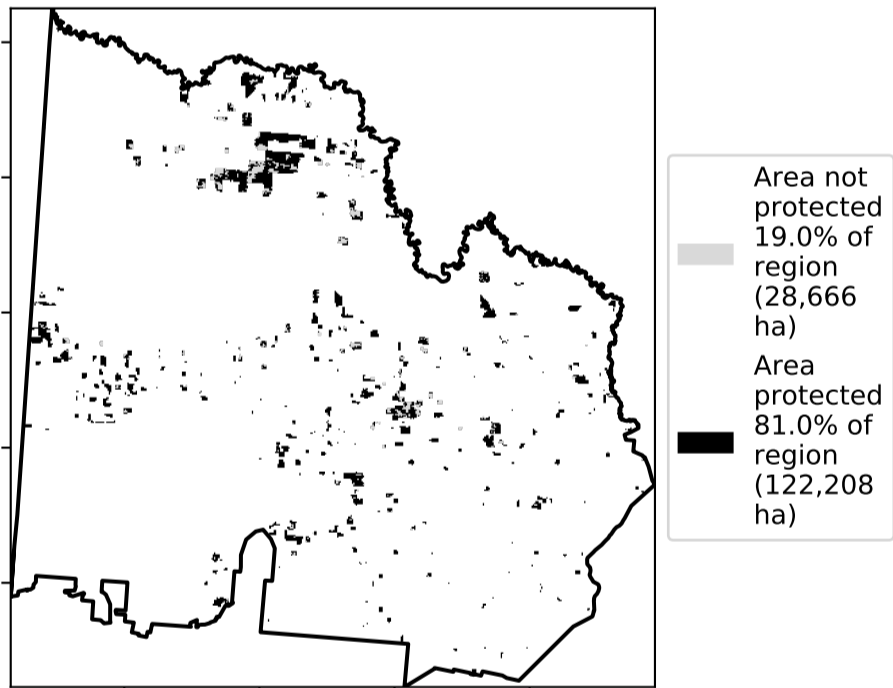 Area not
protected
19.0% of
region
(28,666
ha)
Area
protected
81.0% of
region
(122,208
ha)